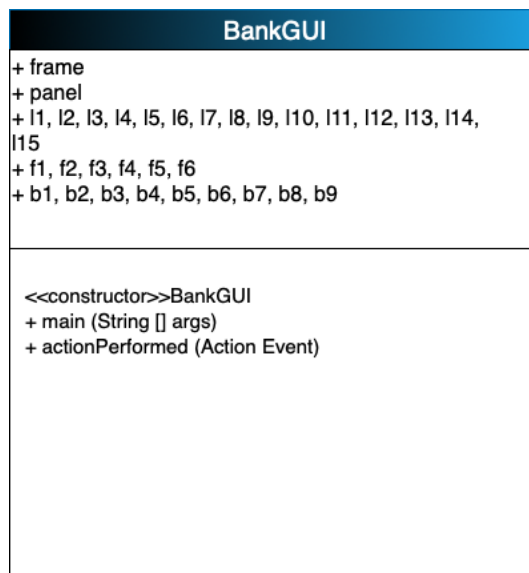 BankGUI
+ frame
+ panel
+ l1, l2, l3, l4, l5, l6, l7, l8, l9, l10, l11, l12, l13, l14,
l15
+ f1, f2, f3, f4, f5, f6
+ b1, b2, b3, b4, b5, b6, b7, b8, b9
<<constructor>>BankGUI
+ main (String [] args)
+ actionPerformed (Action Event)